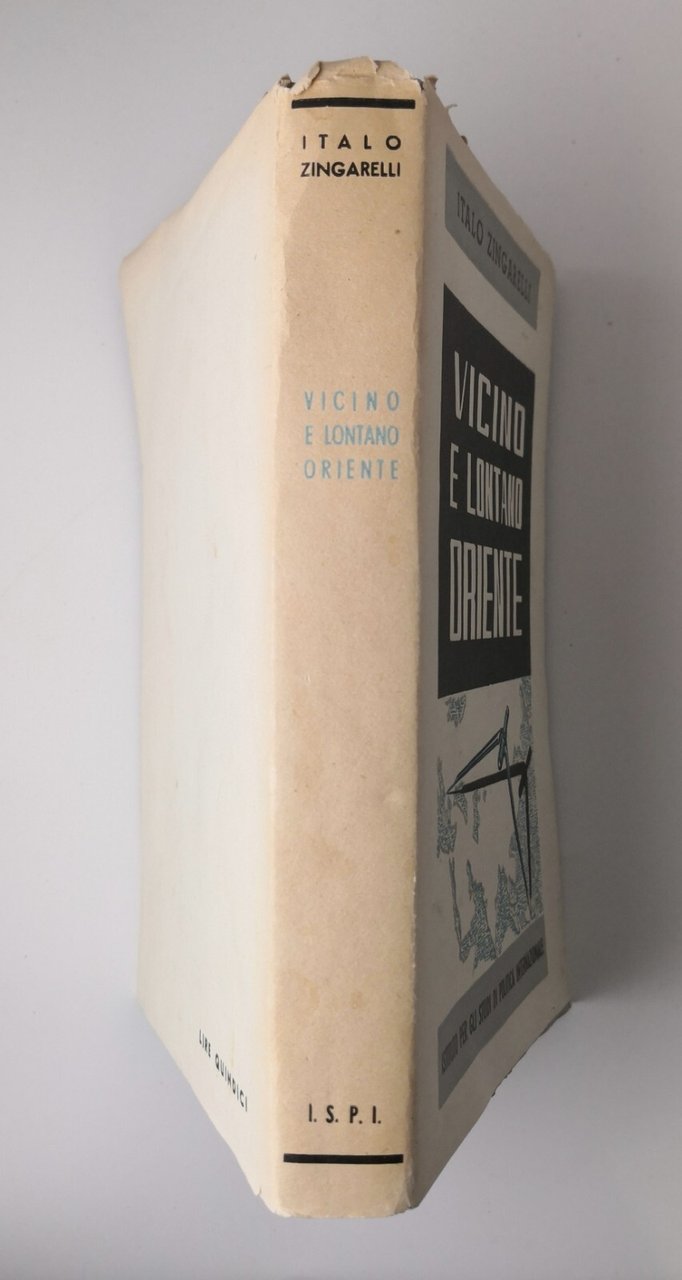 ITALO
ZINGARELLI
VICINO
E LONTANO
ORIENTE
I. S. P. I.
ITALO ZINGARELLI
VICINO
E LONTANO
ORIENTE
ISTITUTO PER GLI STUDI DI POLITICA INTERNAZIONALE
LIRE QUINDICI